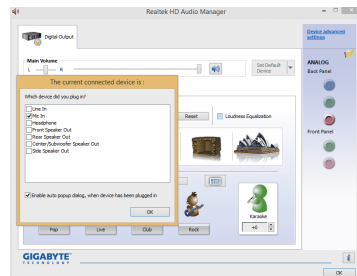 Realtek HD Audio Manager
Device advanced
settings
Digital Output
Main Volume
L
R
Set Default
Device
ANALOG
Back Panel
The current connected device is :
Which device did you plug in?
Line In
Mic In
Headphone
Front Speaker Out
Rear Speaker Out
Center/Subwoofer Speaker Out
Side Speaker Out
Reset
Loudness Equalization
Front Panel
Enable auto popup dialog, when device has been plugged in
OK
Karaoke
+0
Pop
Live
Club
Rock
GIGABYTE
TECHNOLOGY
i
OK